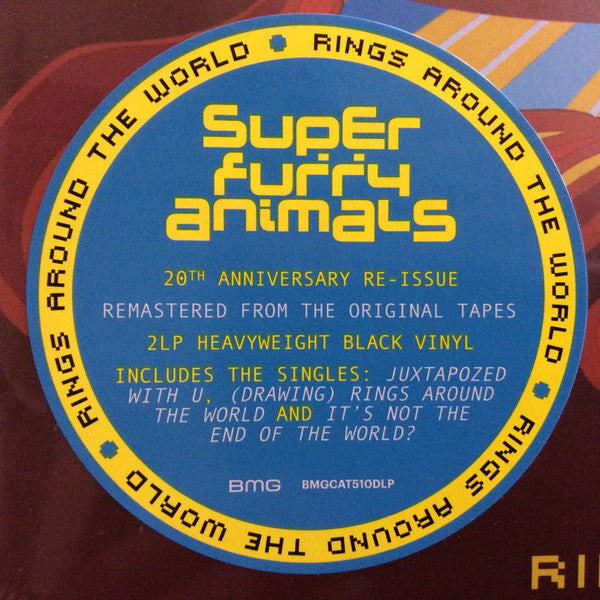 RINGS AROUND THE WORLD • RINGS AROUND THE WORLD • RINGS AROUND THE WORLD •
SUPER
furry
animals
20TH ANNIVERSARY RE-ISSUE
REMASTERED FROM THE ORIGINAL TAPES
2LP HEAVYWEIGHT BLACK VINYL
INCLUDES THE SINGLES: JUXTAPOZED
WITH U, (DRAWING) RINGS AROUND
THE WORLD AND IT'S NOT THE
END OF THE WORLD?
BMG BMGCAT510DLP